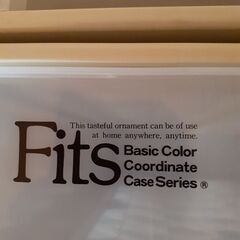 This tasteful ornament can be of use
at home anywhere, anytime.
Fits Basic Color
Coordinate
Case Series ®